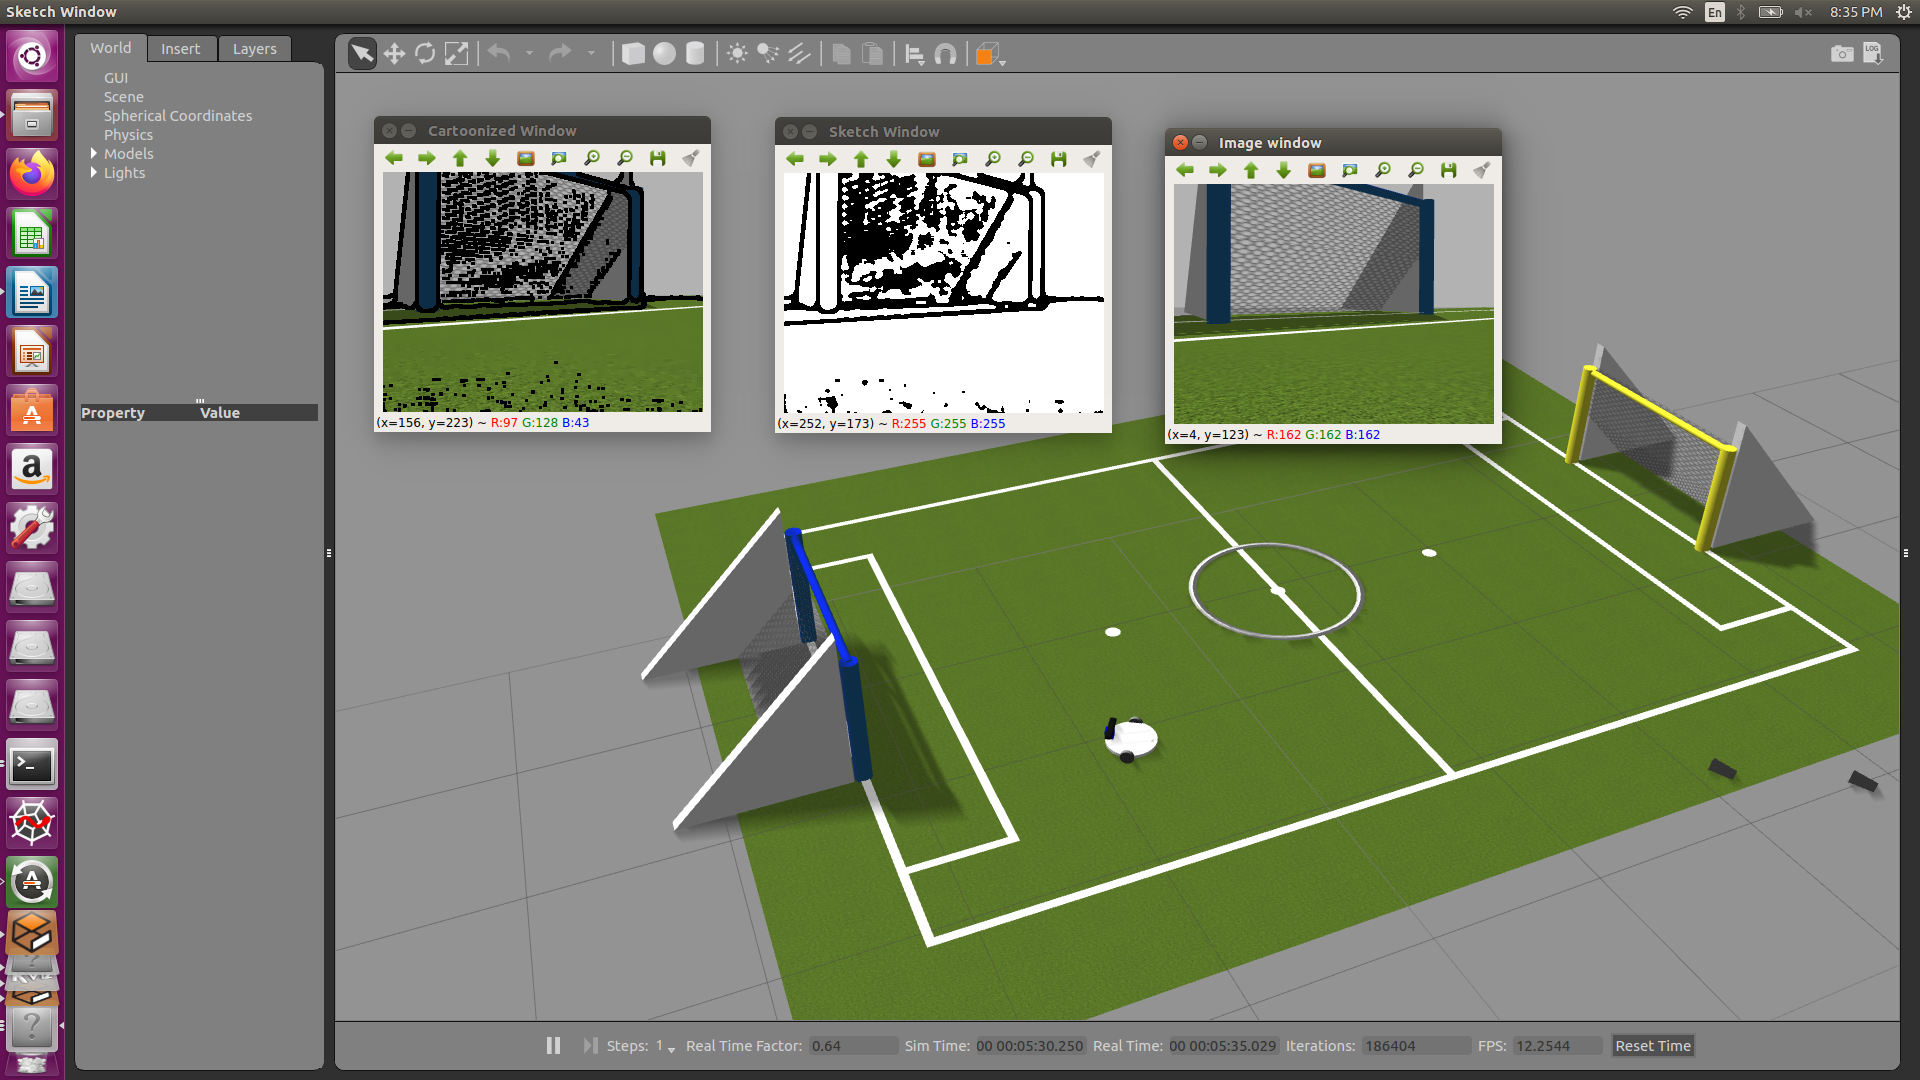 Sketch Window
En
8:35 PM
World Insert Layers
GUI
Scene
Spherical Coordinates
Physics
Models
Lights
Property Value
LOG
Cartoonized Window
(x=156, y=223) ~ R:97 G:128 B:43
Sketch Window
(x=252, y=173) ~ R:255 G:255 B:255
Image window
(x=4, y=123) ~ R:162 G:162 B:162
Steps: 1 Real Time Factor: 0.64 Sim Time: 00 00:05:30.250 Real Time: 00 00:05:35.029 Iterations: 186404 FPS: 12.2544 Reset Time